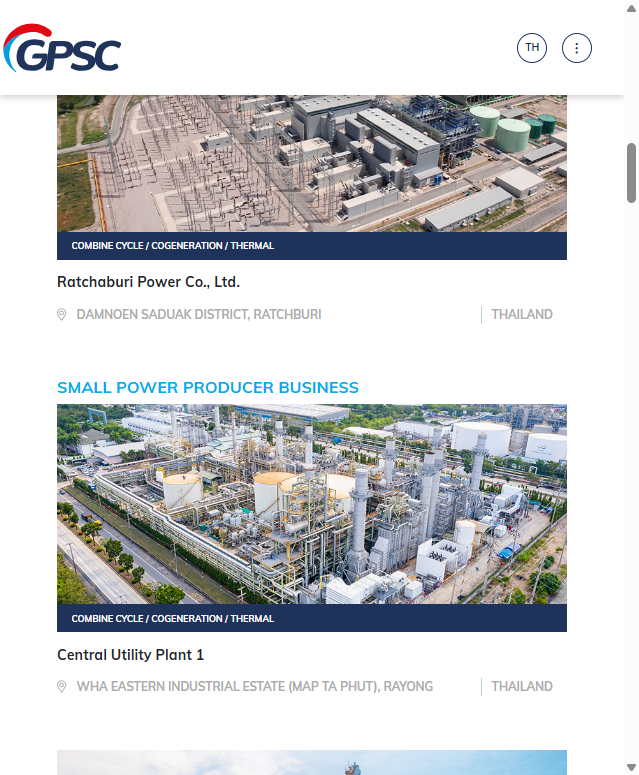 GPSC
TH
COMBINE CYCLE / COGENERATION / THERMAL
Ratchaburi Power Co., Ltd.
DAMNOEN SADUAK DISTRICT, RATCHBURI
THAILAND
SMALL POWER PRODUCER BUSINESS
COMBINE CYCLE / COGENERATION / THERMAL
Central Utility Plant 1
WHA EASTERN INDUSTRIAL ESTATE (MAP TA PHUT), RAYONG
THAILAND